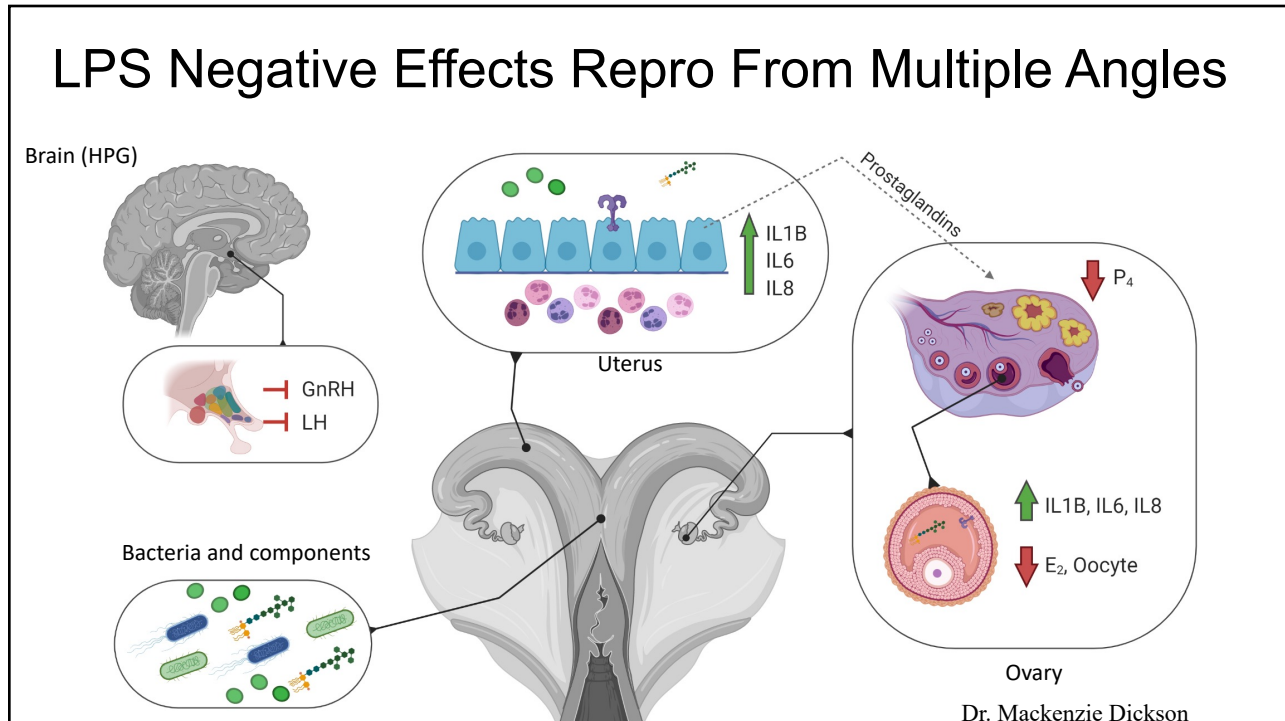 LPS Negative Effects Repro From Multiple Angles
Brain (HPG)
GnRH
LH
IL1B
IL6
IL8
Uterus
Prostaglandins
P₄
IL1B, IL6, IL8
E₂, Oocyte
Ovary
Bacteria and components
Dr. Mackenzie Dickson